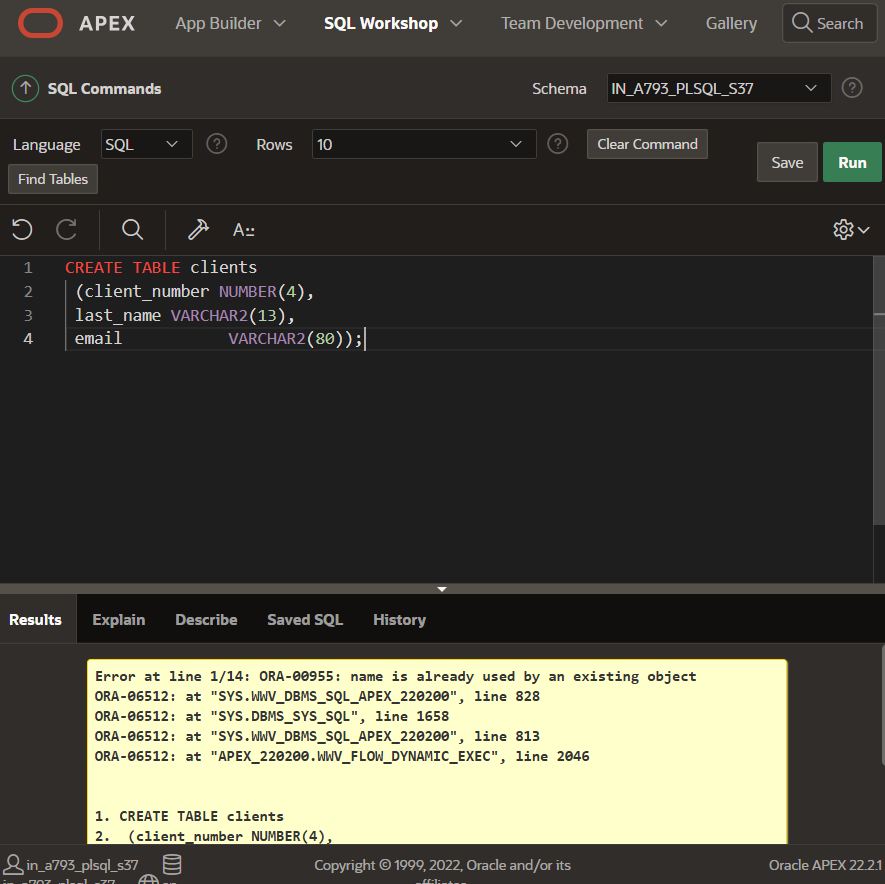 APEX App Builder SQL Workshop Team Development Gallery Search
SQL Commands Schema IN_A793_PLSQL_S37 ?
Language SQL ? Rows 10 ? Clear Command Save Run
Find Tables
A::
1 CREATE TABLE clients
2 (client_number NUMBER(4),
3 last_name VARCHAR2(13),
4 email VARCHAR2(80));
Results Explain Describe Saved SQL History
Error at line 1/14: ORA-00955: name is already used by an existing object
ORA-06512: at "SYS.WWV_DBMS_SQL_APEX_220200", line 828
ORA-06512: at "SYS.DBMS_SYS_SQL", line 1658
ORA-06512: at "SYS.WWV_DBMS_SQL_APEX_220200", line 813
ORA-06512: at "APEX_220200.WWV_FLOW_DYNAMIC_EXEC", line 2046
1. CREATE TABLE clients
2. (client_number NUMBER(4),
in_a793_plsql_s37 Copyright © 1999, 2022, Oracle and/or its Oracle APEX 22.2.1
in_a793_plsql_s37 en affiliates